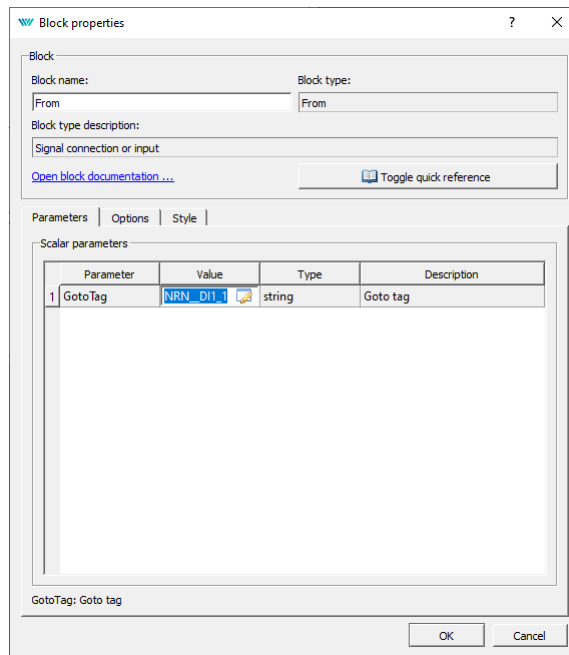 Block properties
?
Block
Block name:
Block type:
From
From
Block type description:
Signal connection or input
Open block documentation ...
Toggle quick reference
Parameters
Options
Style
Scalar parameters
Parameter Value Type Description
1 GotoTag NRN__DI1_1 string Goto tag
GotoTag: Goto tag
OK
Cancel